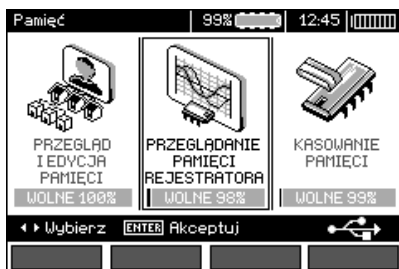 Pamięć 99% 12:45
PRZEGLĄD
I EDYCJA
PAMIĘCI
WOLNE 100%
PRZEGLĄDANIE
PAMIĘCI
REJESTRATORA
WOLNE 98%
KASOWANIE
PAMIĘCI
WOLNE 99%
Wybierz ENTER Akceptuj